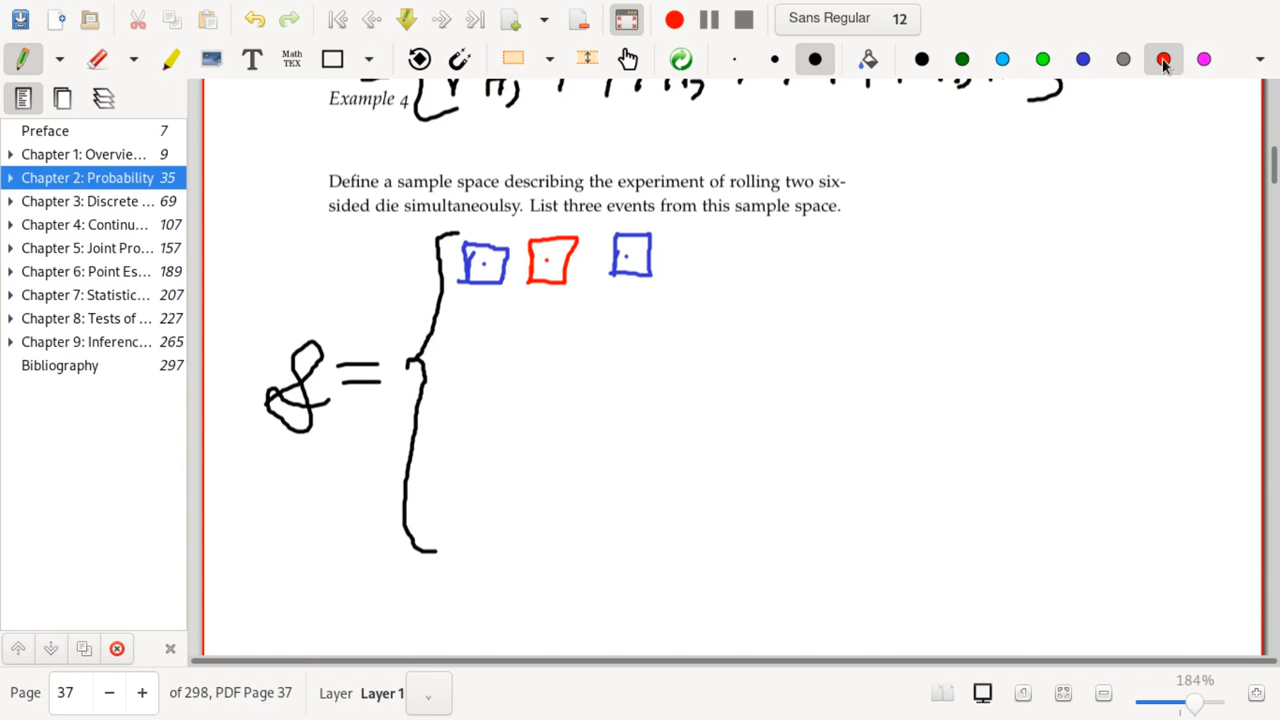 Sans Regular 12
T Math TEX
Example 4
Preface 7
Chapter 1: Overvie... 9
Chapter 2: Probability 35
Chapter 3: Discrete ... 69
Chapter 4: Continu... 107
Chapter 5: Joint Pro... 157
Chapter 6: Point Es... 189
Chapter 7: Statistic... 207
Chapter 8: Tests of ... 227
Chapter 9: Inferenc... 265
Bibliography 297
Define a sample space describing the experiment of rolling two six-
sided die simultaneoulsy. List three events from this sample space.
S = {
Page 37 of 298, PDF Page 37 Layer Layer 1
184%